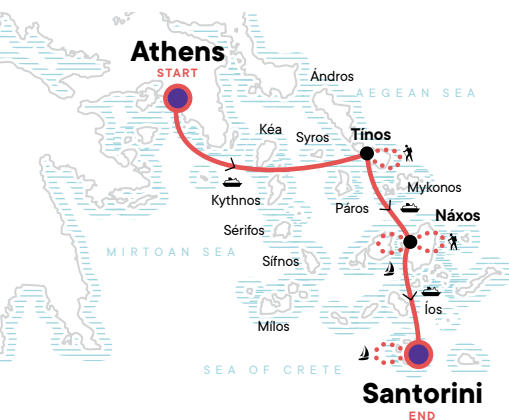 Athens
START
Ándros
AEGEAN SEA
Kéa
Syros
Tínos
Mykonos
Kythnos
Páros
Náxos
Sérifos
MIRTOAN SEA
Sífnos
Íos
Mílos
SEA OF CRETE
Santorini
END